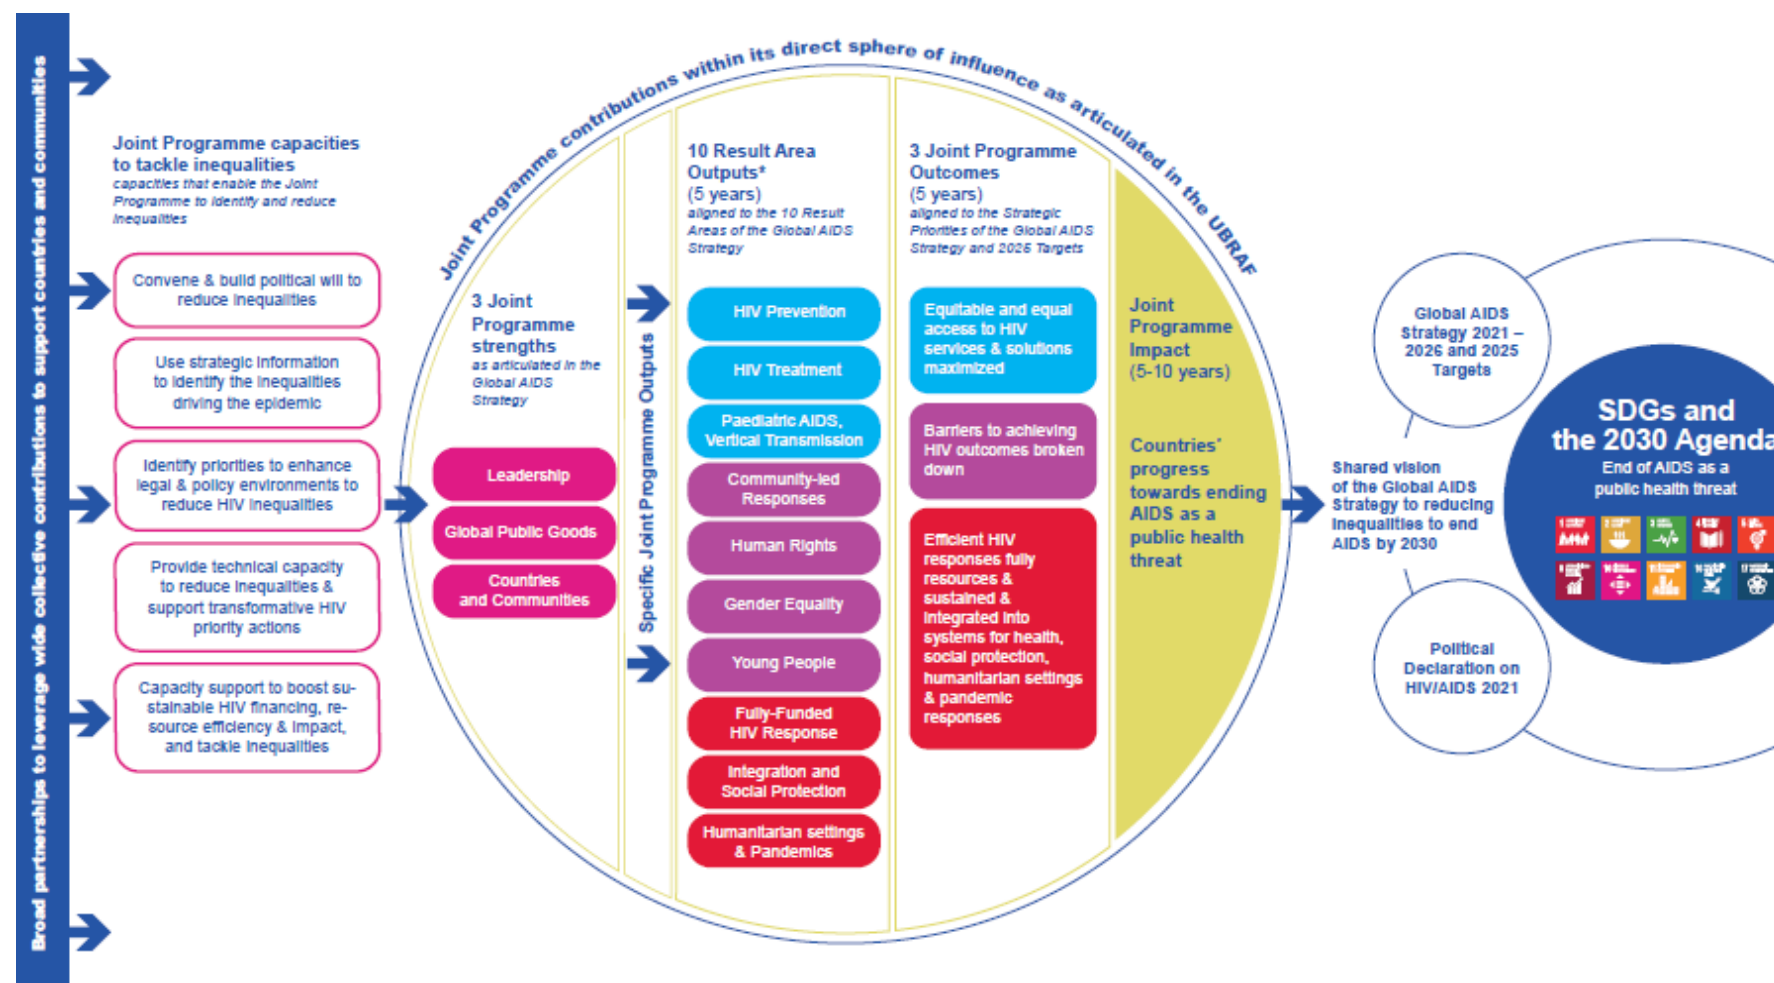 Broad partnerships to leverage wide collective contributions to support countries and communities
Joint Programme capacities
to tackle inequalities
capacities that enable the Joint
Programme to identify and reduce
inequalities
Convene & build political will to
reduce inequalities
Use strategic information
to identify the inequalities
driving the epidemic
Identify priorities to enhance
legal & policy environments to
reduce HIV inequalities
Provide technical capacity
to reduce inequalities &
support transformative HIV
priority actions
Capacity support to boost su-
stainable HIV financing, re-
source efficiency & impact,
and tackle inequalities
Joint Programme contributions within its direct sphere of influence as articulated in the UBRAF
3 Joint
Programme
strengths
as articulated in the
Global AIDS
Strategy
Leadership
Global Public Goods
Countries
and Communities
Specific Joint Programme Outputs
10 Result Area
Outputs*
(5 years)
aligned to the 10 Result
Areas of the Global AIDS
Strategy
HIV Prevention
HIV Treatment
Paediatric AIDS,
Vertical Transmission
Community-led
Responses
Human Rights
Gender Equality
Young People
Fully-Funded
HIV Response
Integration and
Social Protection
Humanitarian settings
& Pandemics
3 Joint Programme
Outcomes
(5 years)
aligned to the Strategic
Priorities of the Global AIDS
Strategy and 2025 Targets
Equitable and equal
access to HIV
services & solutions
maximized
Barriers to achieving
HIV outcomes broken
down
Efficient HIV
responses fully
resources &
sustained &
integrated into
systems for health,
social protection,
humanitarian settings
& pandemic
responses
Joint
Programme
Impact
(5-10 years)
Countries'
progress
towards ending
AIDS as a
public health
threat
Global AIDS
Strategy 2021 –
2026 and 2025
Targets
Shared vision
of the Global AIDS
Strategy to reducing
inequalities to end
AIDS by 2030
Political
Declaration on
HIV/AIDS 2021
SDGs and
the 2030 Agenda
End of AIDS as a
public health threat